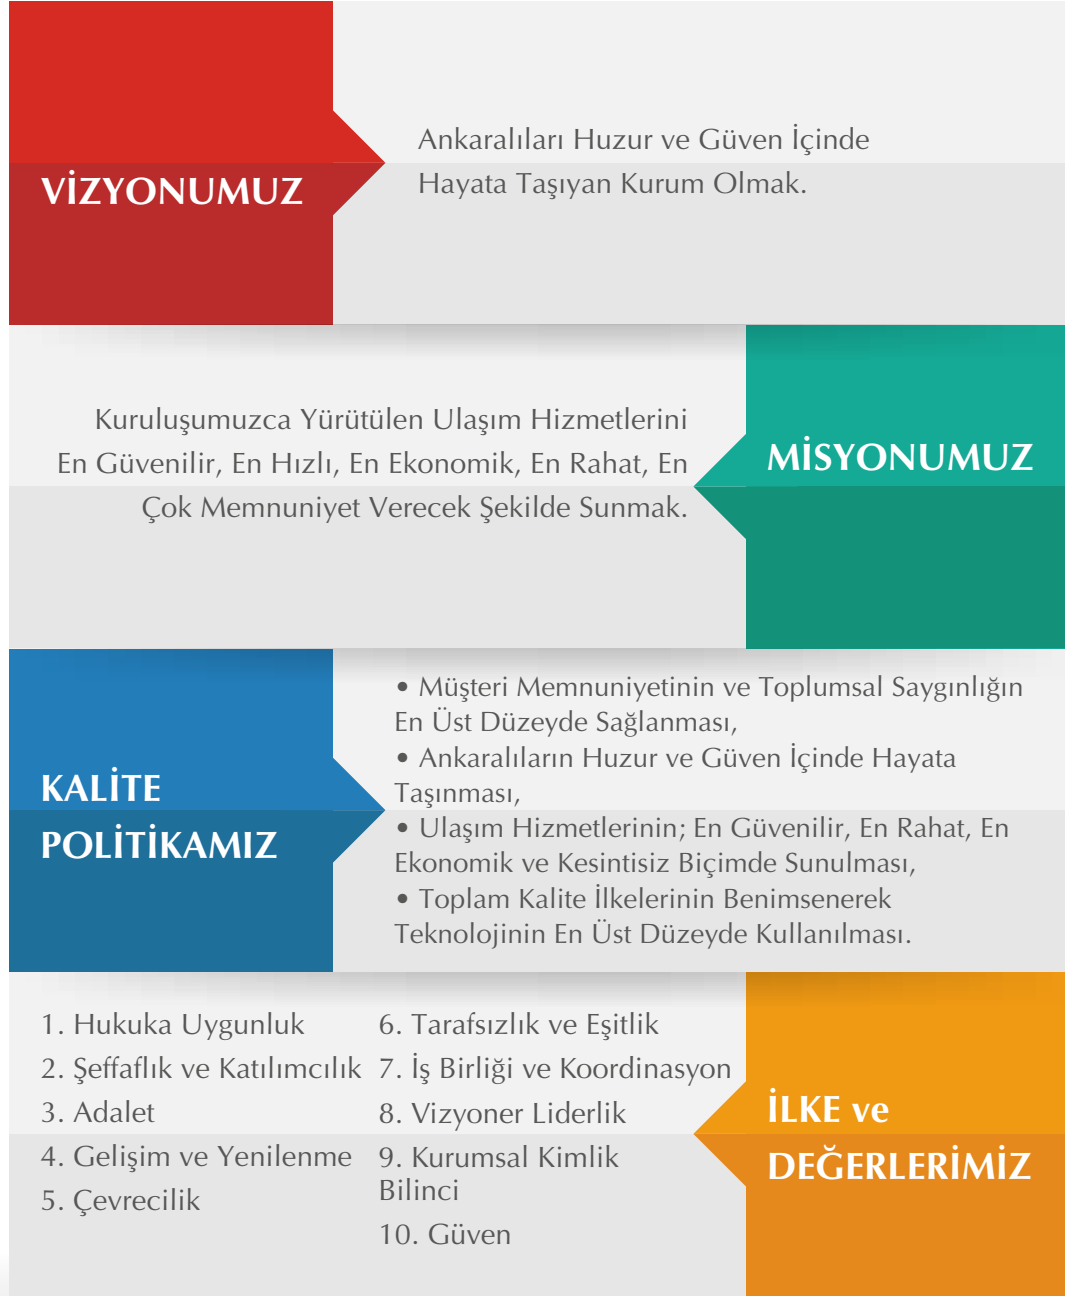 VİZYONUMUZ
Ankaralıları Huzur ve Güven İçinde
Hayata Taşıyan Kurum Olmak.
Kuruluşumuzca Yürütülen Ulaşım Hizmetlerini
En Güvenilir, En Hızlı, En Ekonomik, En Rahat, En
Çok Memnuniyet Verecek Şekilde Sunmak.
MİSYONUMUZ
KALİTE
POLİTİKAMIZ
• Müşteri Memnuniyetinin ve Toplumsal Saygınlığın
En Üst Düzeyde Sağlanması,
• Ankaralıların Huzur ve Güven İçinde Hayata
Taşınması,
• Ulaşım Hizmetlerinin; En Güvenilir, En Rahat, En
Ekonomik ve Kesintisiz Biçimde Sunulması,
• Toplam Kalite İlkelerinin Benimsenerek
Teknolojinin En Üst Düzeyde Kullanılması.
1. Hukuka Uygunluk
2. Şeffaflık ve Katılımcılık
3. Adalet
4. Gelişim ve Yenilenme
5. Çevrecilik
6. Tarafsızlık ve Eşitlik
7. İş Birliği ve Koordinasyon
8. Vizyoner Liderlik
9. Kurumsal Kimlik
Bilinci
10. Güven
İLKE ve
DEĞERLERİMİZ